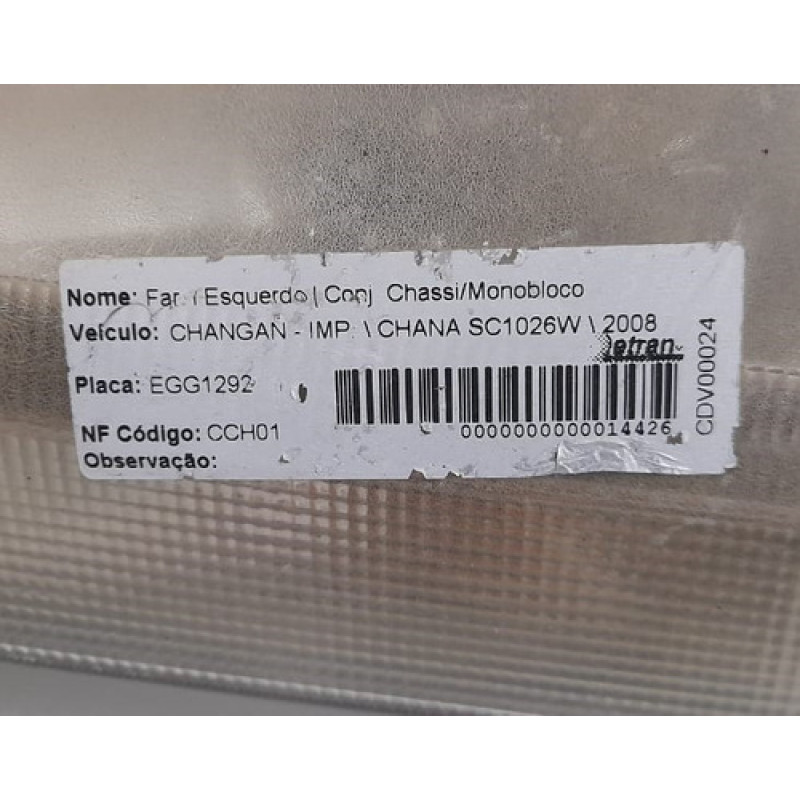 Nome: Esquerdo | Conj Chassi/Monobloco
Veículo: CHANGAN - IMP. \ CHANA SC1026W \ 2008
Detran
Placa: EGG1292
0000000000014426
CDV00024
NF Código: CCH01
Observação: